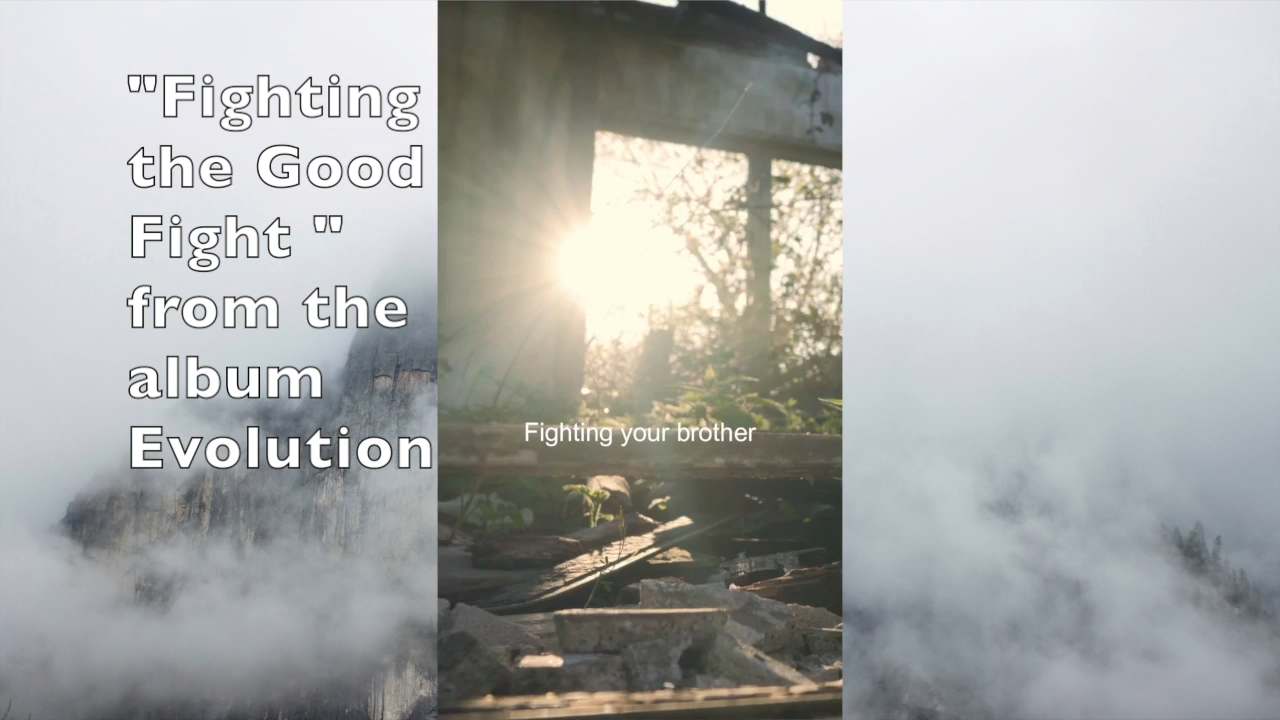 "Fighting
the Good
Fight "
from the
album
Evolution
Fighting your brother